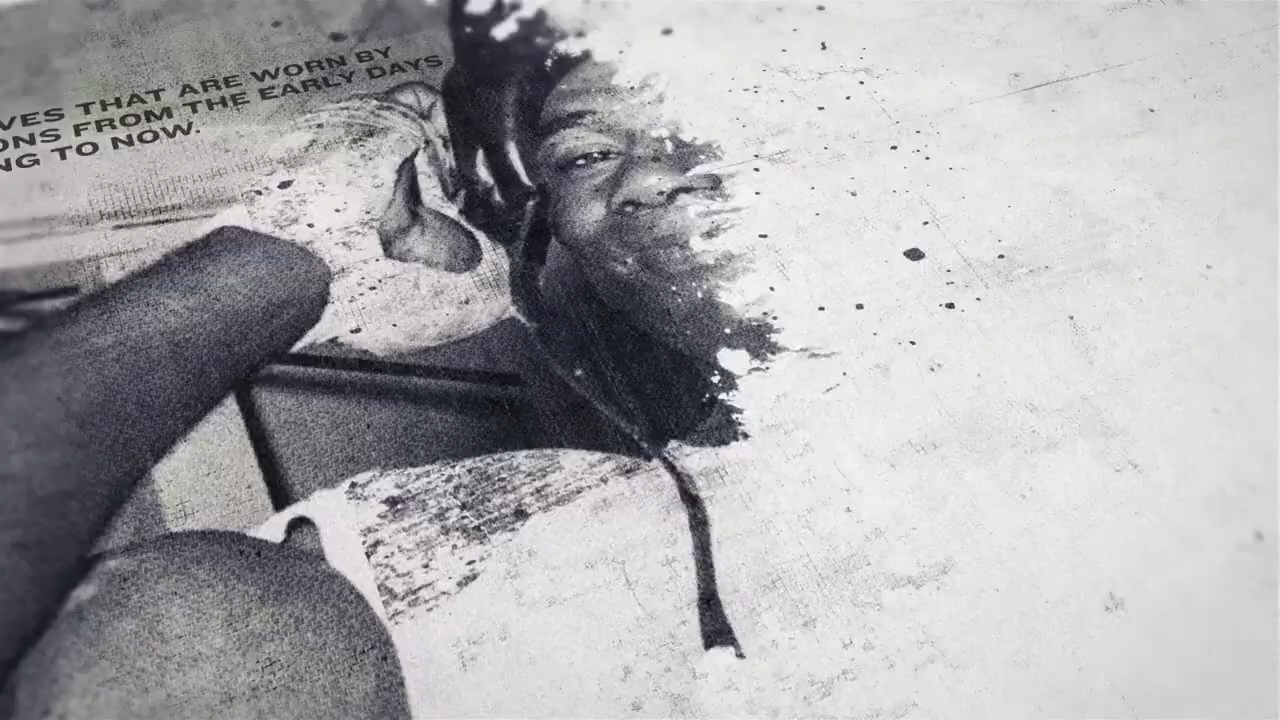 VES THAT ARE WORN BY
ONS FROM THE EARLY DAYS
NG TO NOW.